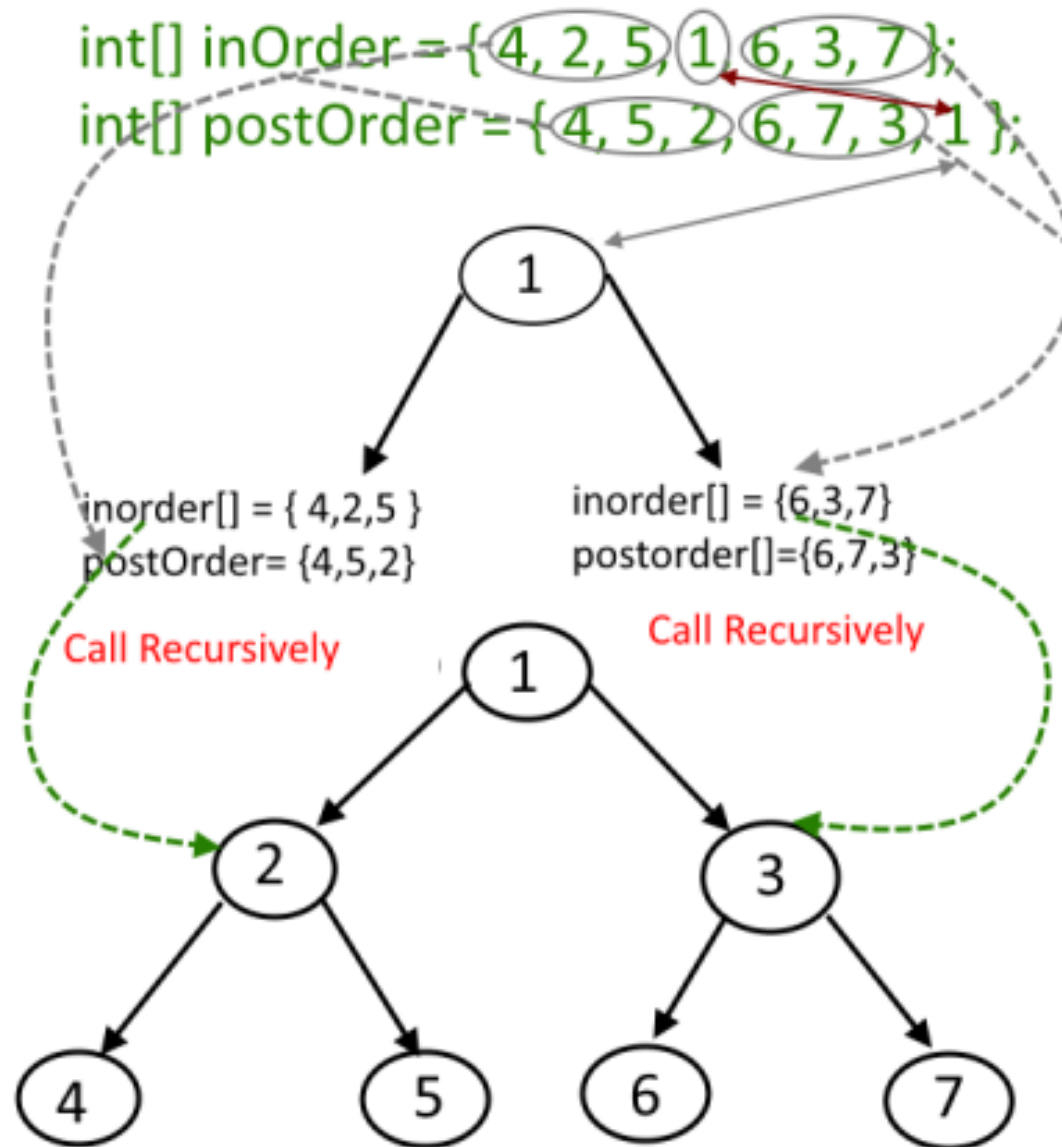 int[] inOrder = { 4, 2, 5, 1, 6, 3, 7 };
int[] postOrder = { 4, 5, 2, 6, 7, 3, 1 };
1
inorder[] = { 4,2,5 }
postOrder= {4,5,2}
inorder[] = {6,3,7}
postorder[]={6,7,3}
Call Recursively
Call Recursively
1
2
3
4
5
6
7